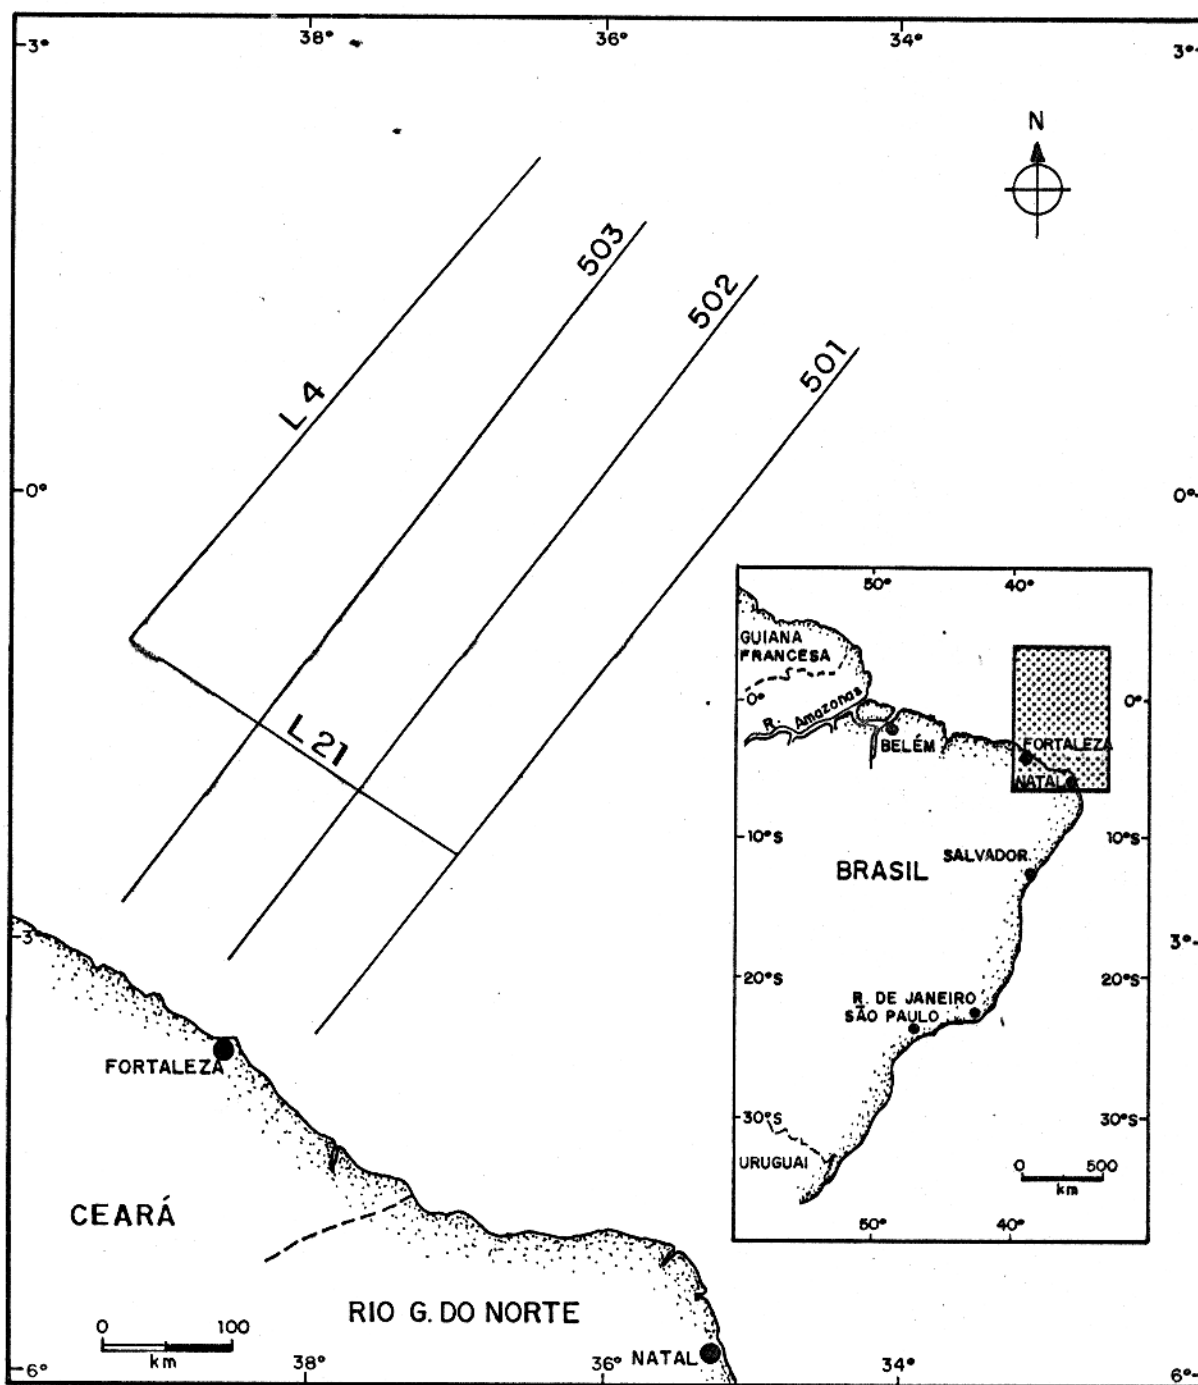 38°
36°
34°
3°
3°
N
503
502
501
L 4
0°
0°
L 21
50°
40°
GUIANA
FRANCESA
0°
0°
R. Amazonas
BELÉM
FORTALEZA
NATAL
10°S
10°S
SALVADOR
BRASIL
20°S
20°S
R. DE JANEIRO
SÃO PAULO
30°S
30°S
URUGUAI
0 500
km
50°
40°
3
3°
FORTALEZA
CEARÁ
RIO G. DO NORTE
0 100
km
NATAL
6°
38°
36°
34°
6°